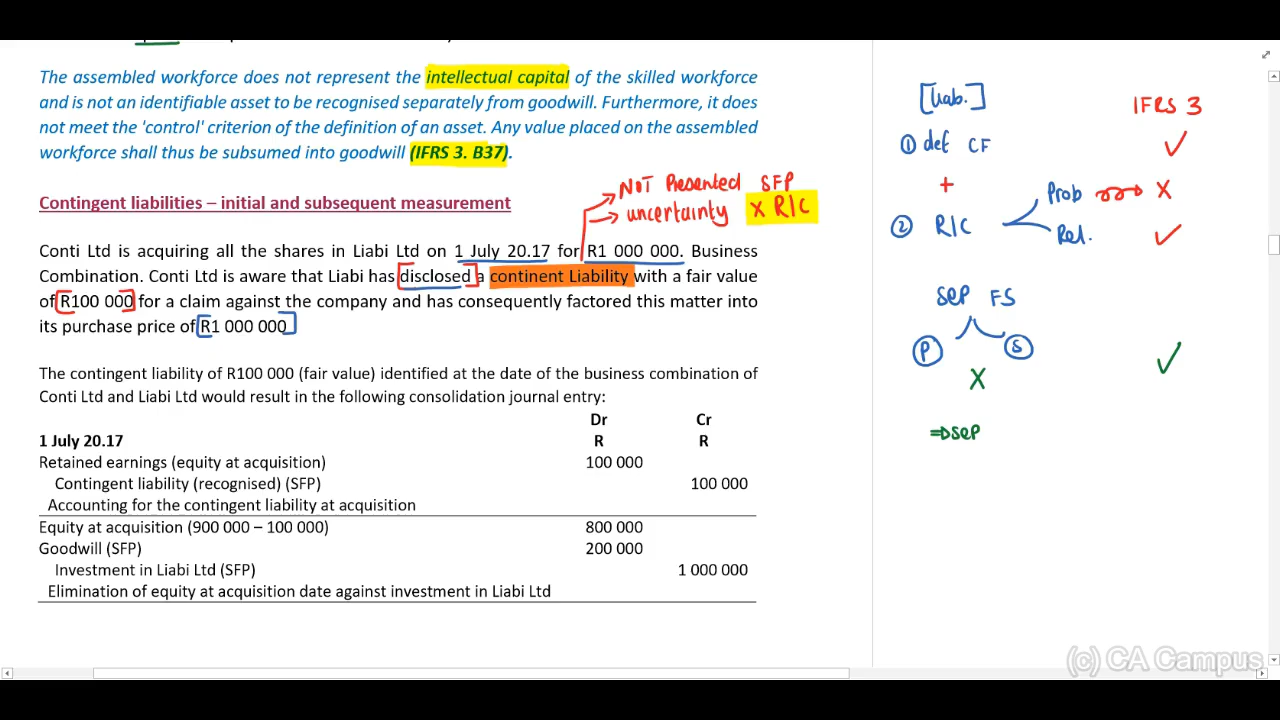 The assembled workforce does not represent the intellectual capital of the skilled workforce
and is not an identifiable asset to be recognised separately from goodwill. Furthermore, it does
not meet the 'control' criterion of the definition of an asset. Any value placed on the assembled
workforce shall thus be subsumed into goodwill (IFRS 3. B37).
NOT Presented SFP
uncertainty X R/C
Contingent liabilities – initial and subsequent measurement
Conti Ltd is acquiring all the shares in Liabi Ltd on 1 July 20.17 for R1 000 000. Business
Combination. Conti Ltd is aware that Liabi has disclosed a continent Liability with a fair value
of R100 000 for a claim against the company and has consequently factored this matter into
its purchase price of R1 000 000
The contingent liability of R100 000 (fair value) identified at the date of the business combination of
Conti Ltd and Liabi Ltd would result in the following consolidation journal entry:
Dr Cr
1 July 20.17 R R
Retained earnings (equity at acquisition) 100 000
Contingent liability (recognised) (SFP) 100 000
Accounting for the contingent liability at acquisition
Equity at acquisition (900 000 – 100 000) 800 000
Goodwill (SFP) 200 000
Investment in Liabi Ltd (SFP) 1 000 000
Elimination of equity at acquisition date against investment in Liabi Ltd
[Liab.] IFRS 3
① def CF ✓
+ Prob X
② R/C Rel. ✓
Sep FS
P S ✓
X
⇒ Sep
(c) CA Campus